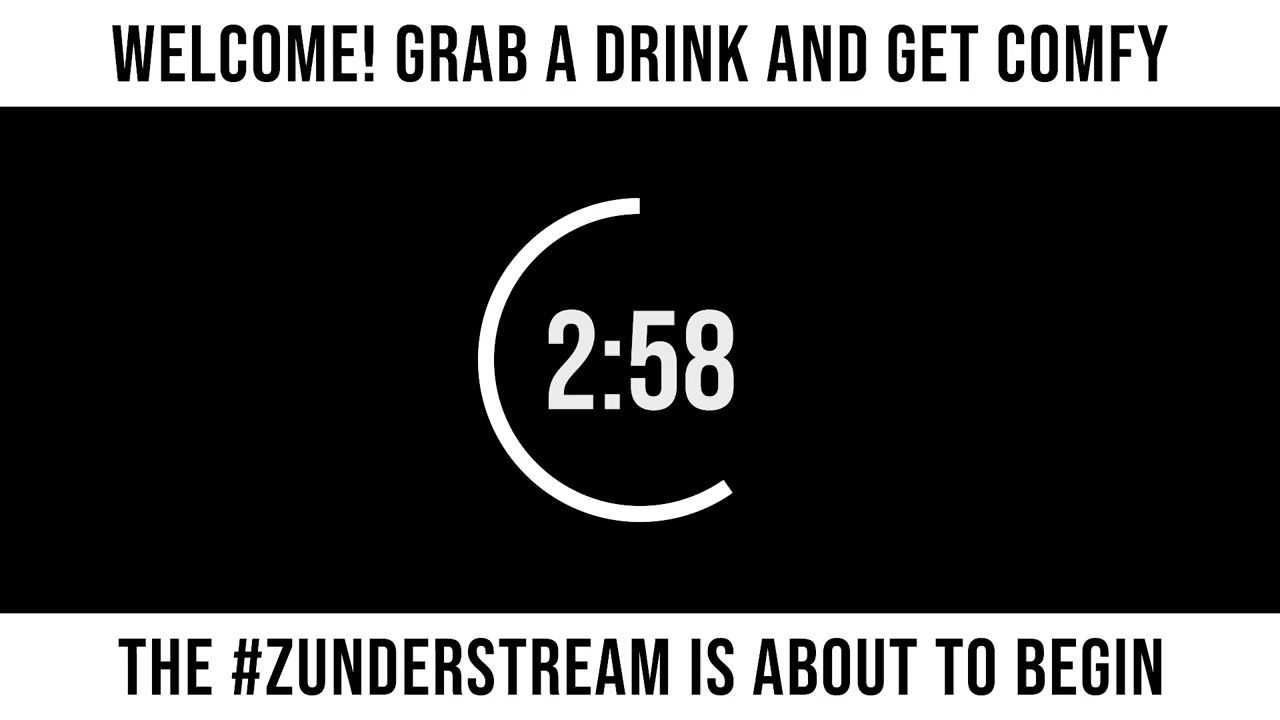 WELCOME! GRAB A DRINK AND GET COMFY
2:58
THE #ZUNDERSTREAM IS ABOUT TO BEGIN